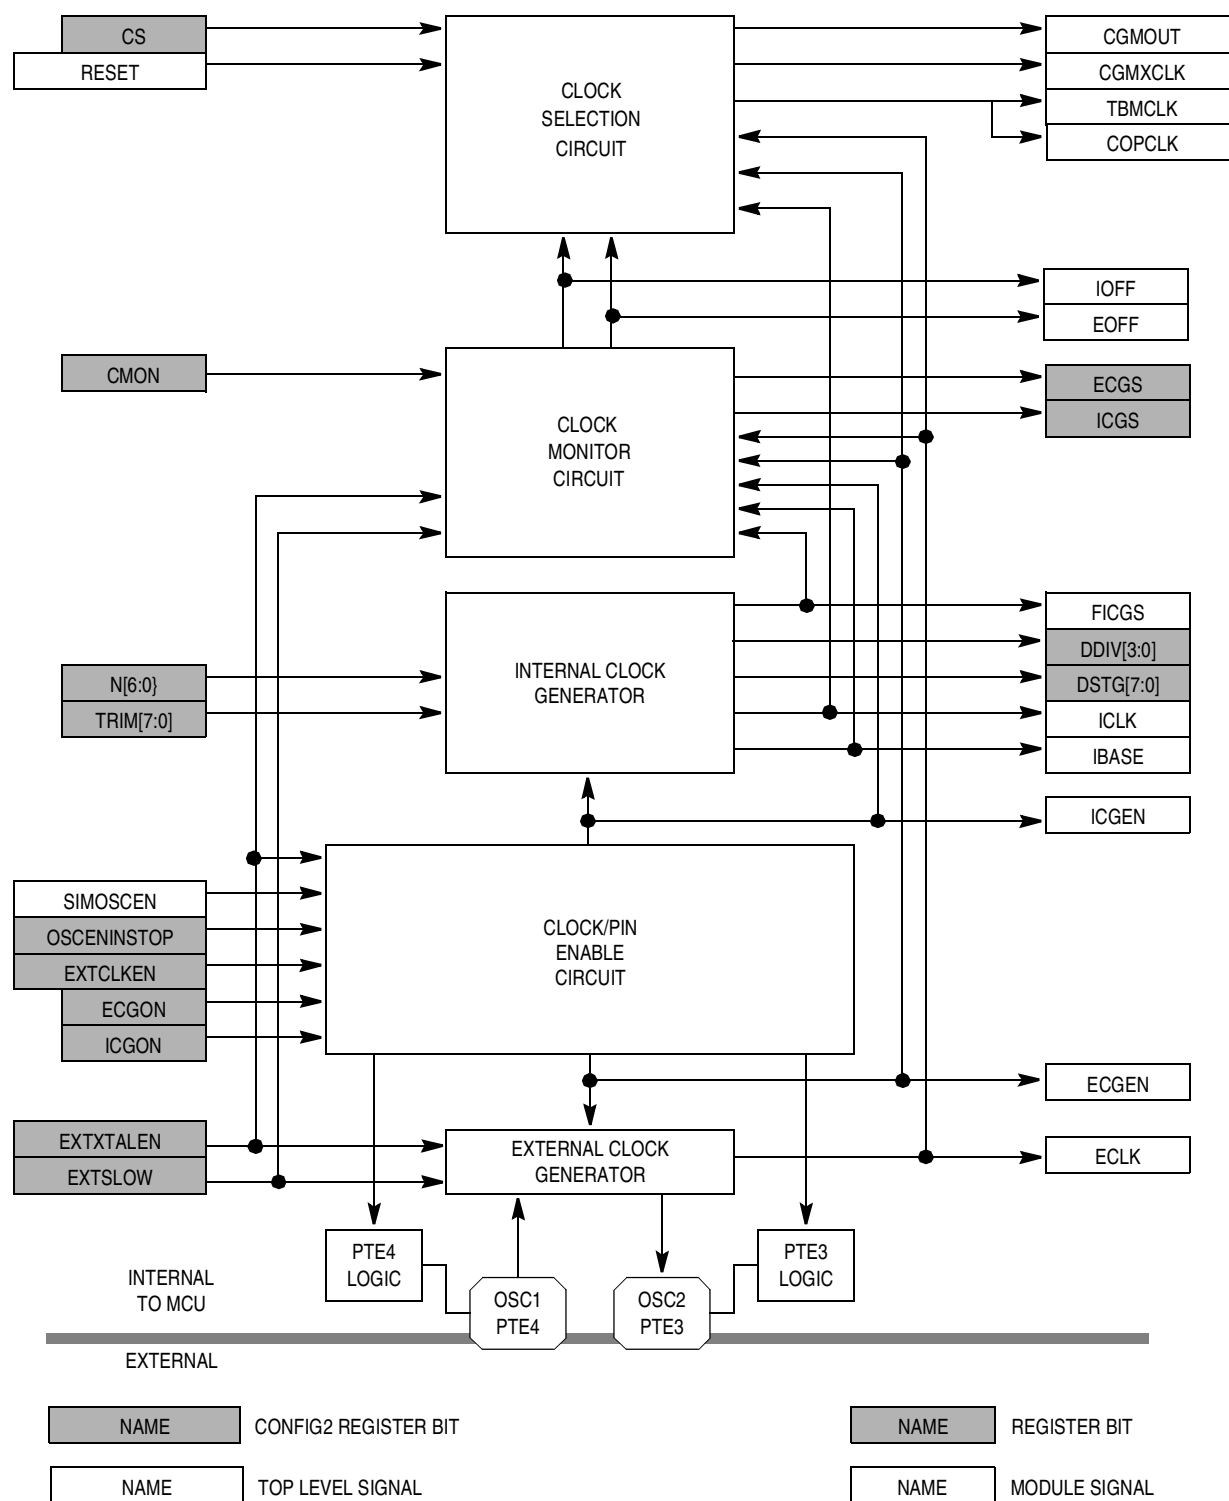 CS
RESET
CLOCK
SELECTION
CIRCUIT
CGMOUT
CGMXCLK
TBMCLK
COPCLK
IOFF
EOFF
CMON
CLOCK
MONITOR
CIRCUIT
ECGS
ICGS
N[6:0}
TRIM[7:0]
INTERNAL CLOCK
GENERATOR
FICGS
DDIV[3:0]
DSTG[7:0]
ICLK
IBASE
ICGEN
SIMOSCEN
OSCENINSTOP
EXTCLKEN
ECGON
ICGON
CLOCK/PIN
ENABLE
CIRCUIT
ECGEN
EXTXTALEN
EXTSLOW
EXTERNAL CLOCK
GENERATOR
ECLK
PTE4
LOGIC
OSC1
PTE4
OSC2
PTE3
PTE3
LOGIC
INTERNAL
TO MCU
EXTERNAL
NAME CONFIG2 REGISTER BIT
NAME REGISTER BIT
NAME TOP LEVEL SIGNAL
NAME MODULE SIGNAL